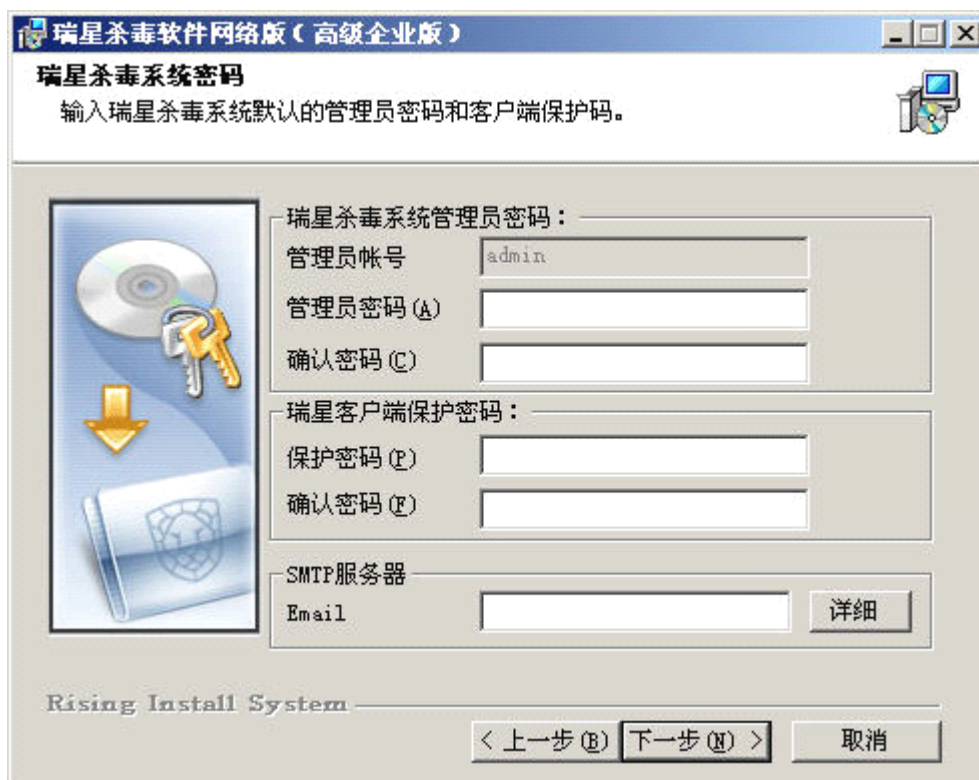 瑞星杀毒软件网络版（高级企业版）
瑞星杀毒系统密码
输入瑞星杀毒系统默认的管理员密码和客户端保护码。
瑞星杀毒系统管理员密码：
管理员帐号 admin
管理员密码(A)
确认密码(C)
瑞星客户端保护密码：
保护密码(P)
确认密码(F)
SMTP服务器
Email 详细
Rising Install System
< 上一步(B) 下一步(N) > 取消